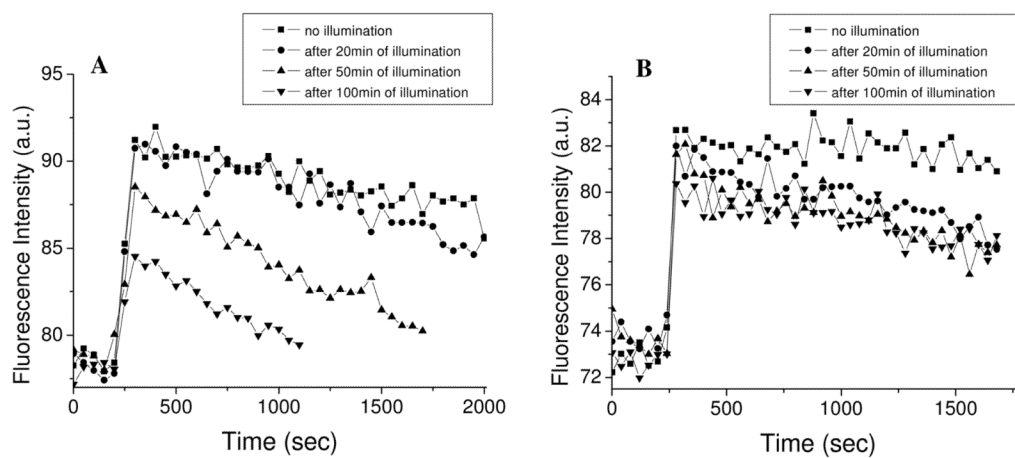 A
no illumination
after 20min of illumination
after 50min of illumination
after 100min of illumination
Fluorescence Intensity (a.u.)
95
90
85
80
0
500
1000
1500
2000
Time (sec)
B
no illumination
after 20min of illumination
after 50min of illumination
after 100min of illumination
Fluorescence Intensity (a.u.)
84
82
80
78
76
74
72
0
500
1000
1500
Time (sec)